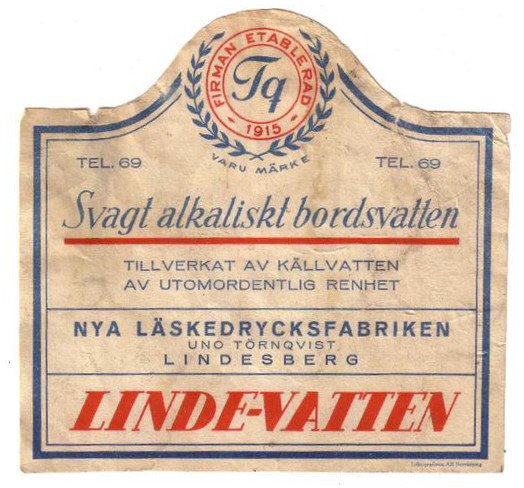 FIRMAN ETABLERAD
Tq
1915
VARU MÄRKE
TEL. 69 TEL. 69
Svagt alkaliskt bordsvatten
TILLVERKAT AV KÄLLVATTEN
AV UTOMORDENTLIG RENHET
NYA LÄSKEDRYCKSFABRIKEN
UNO TÖRNQVIST
LINDESBERG
LINDE-VATTEN